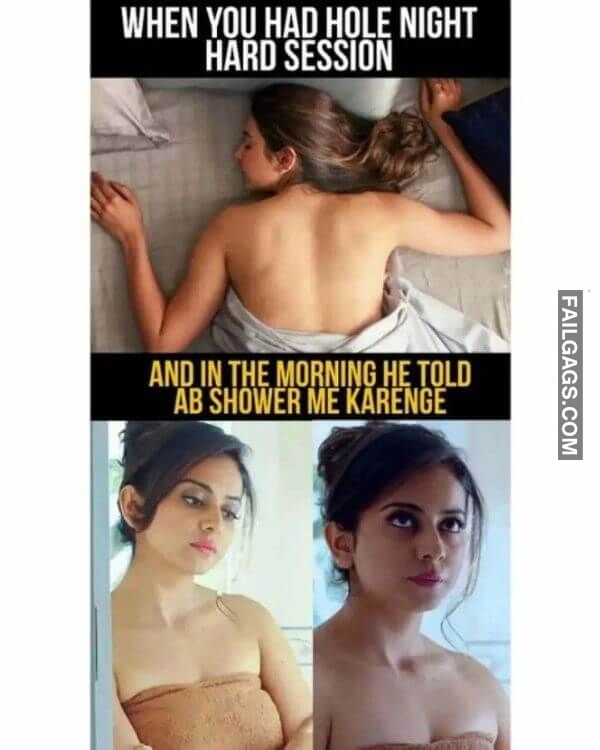 WHEN YOU HAD HOLE NIGHT
HARD SESSION
AND IN THE MORNING HE TOLD
AB SHOWER ME KARENGE
FAILGAGS.COM